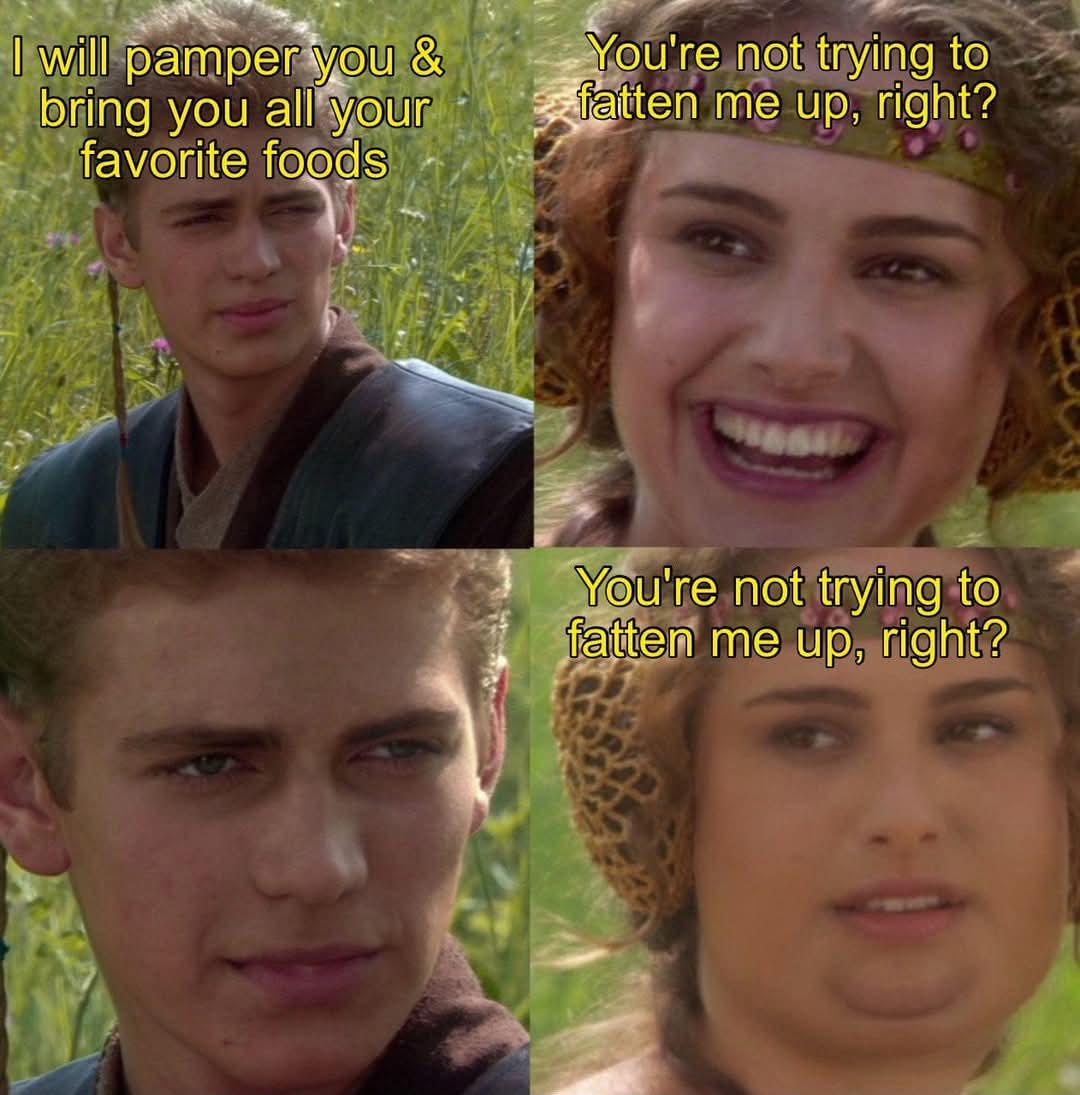 I will pamper you &
bring you all your
favorite foods
You're not trying to
fatten me up, right?
You're not trying to
fatten me up, right?